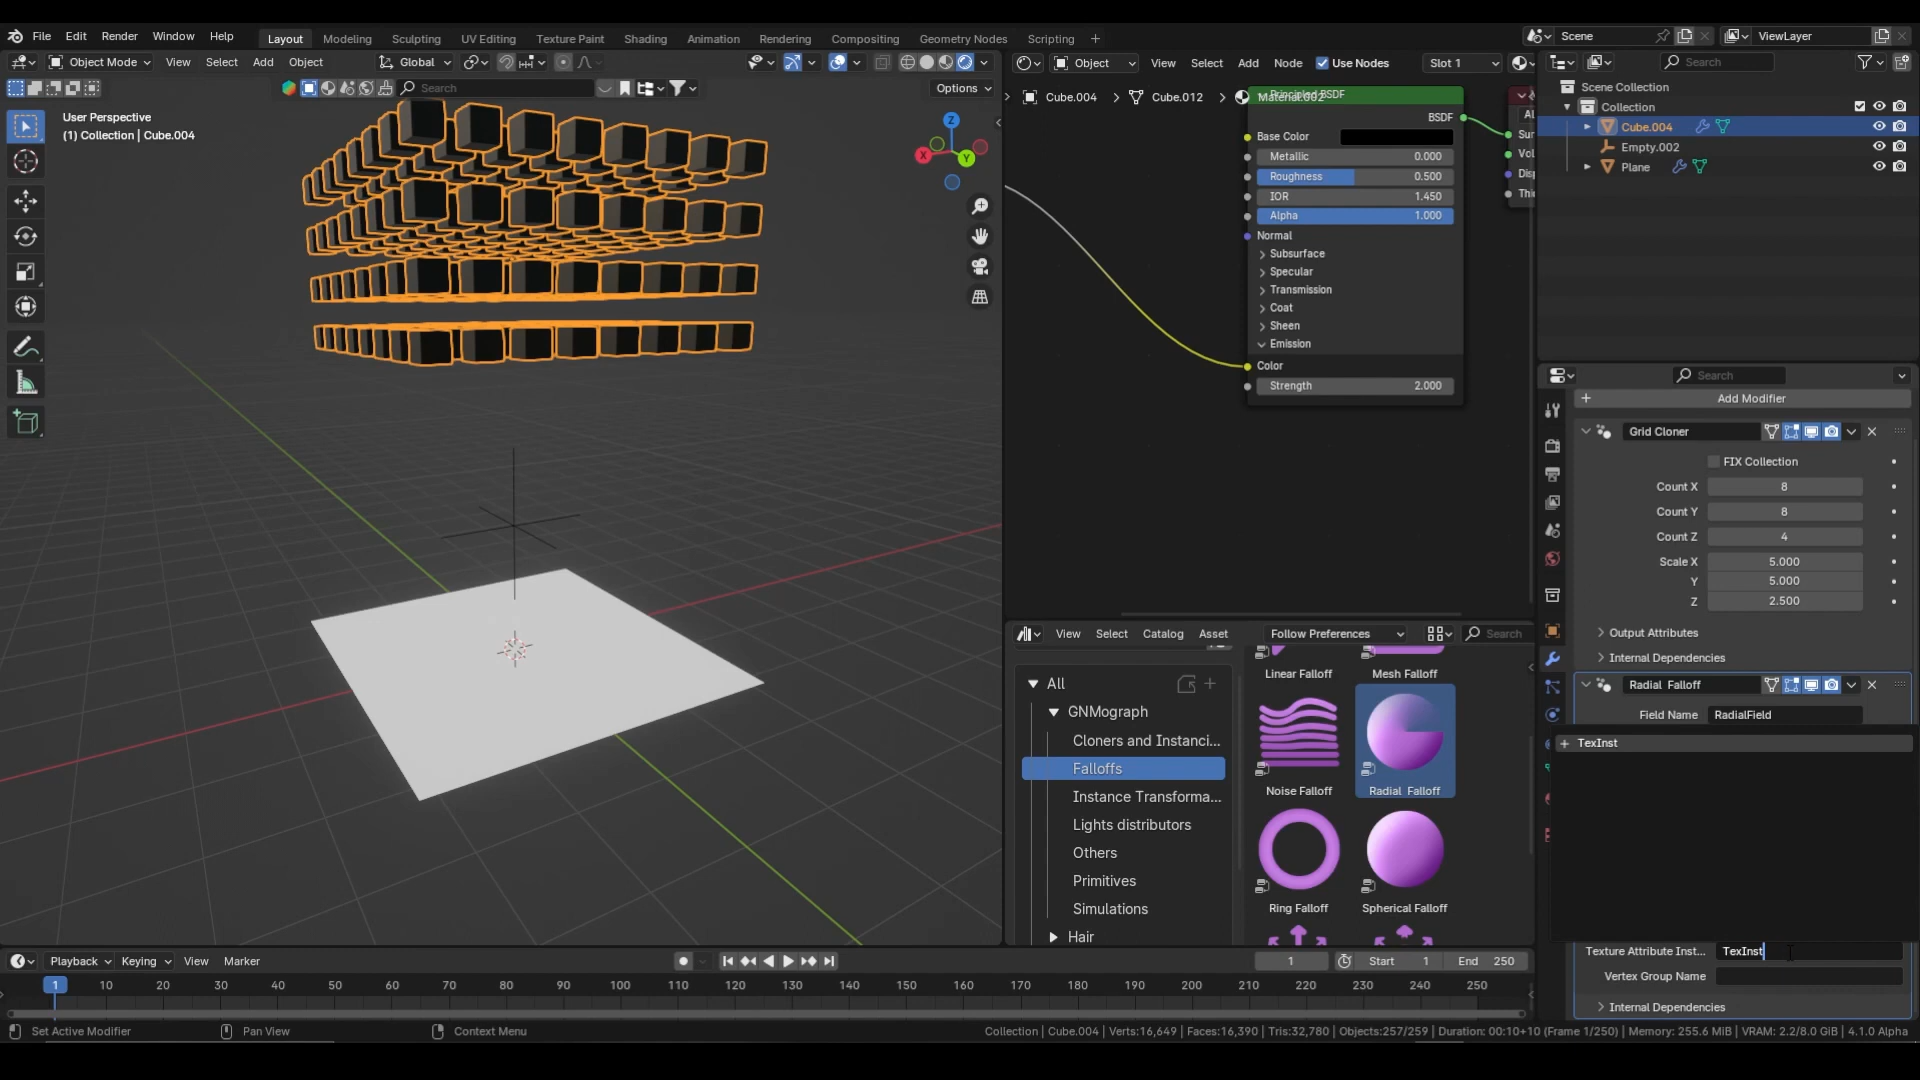 File Edit Render Window Help Layout Modeling Sculpting UV Editing Texture Paint Shading Animation Rendering Compositing Geometry Nodes Scripting + Scene ViewLayer
Object Mode View Select Add Object Global
Object View Select Add Node Use Nodes Slot 1
Search
Search Options
User Perspective
(1) Collection | Cube.004
Z
X
Y
Cube.004 > Cube.012 > Material.002
Principled BSDF
BSDF
Base Color
Metallic 0.000
Roughness 0.500
IOR 1.450
Alpha 1.000
Normal
Subsurface
Specular
Transmission
Coat
Sheen
Emission
Color
Strength 2.000
Al
Sur
Vol
Dis
Thi
Scene Collection
Collection
Cube.004
Empty.002
Plane
Search
Add Modifier
Grid Cloner
FIX Collection
Count X 8
Count Y 8
Count Z 4
Scale X 5.000
Y 5.000
Z 2.500
Output Attributes
Internal Dependencies
Radial Falloff
Field Name RadialField
+ TexInst
Texture Attribute Inst... TexInst
Vertex Group Name
Internal Dependencies
View Select Catalog Asset Follow Preferences Search
All
GNMograph
Cloners and Instanci...
Falloffs
Instance Transforma...
Lights distributors
Others
Primitives
Simulations
Hair
Linear Falloff Mesh Falloff
Noise Falloff Radial Falloff
Ring Falloff Spherical Falloff
Playback Keying View Marker 1 Start 1 End 250
1 10 20 30 40 50 60 70 80 90 100 110 120 130 140 150 160 170 180 190 200 210 220 230 240 250
Set Active Modifier Pan View Context Menu Collection | Cube.004 | Verts:16,649 | Faces:16,390 | Tris:32,780 | Objects:257/259 | Duration: 00:10+10 (Frame 1/250) | Memory: 255.6 MiB | VRAM: 2.2/8.0 GiB | 4.1.0 Alpha